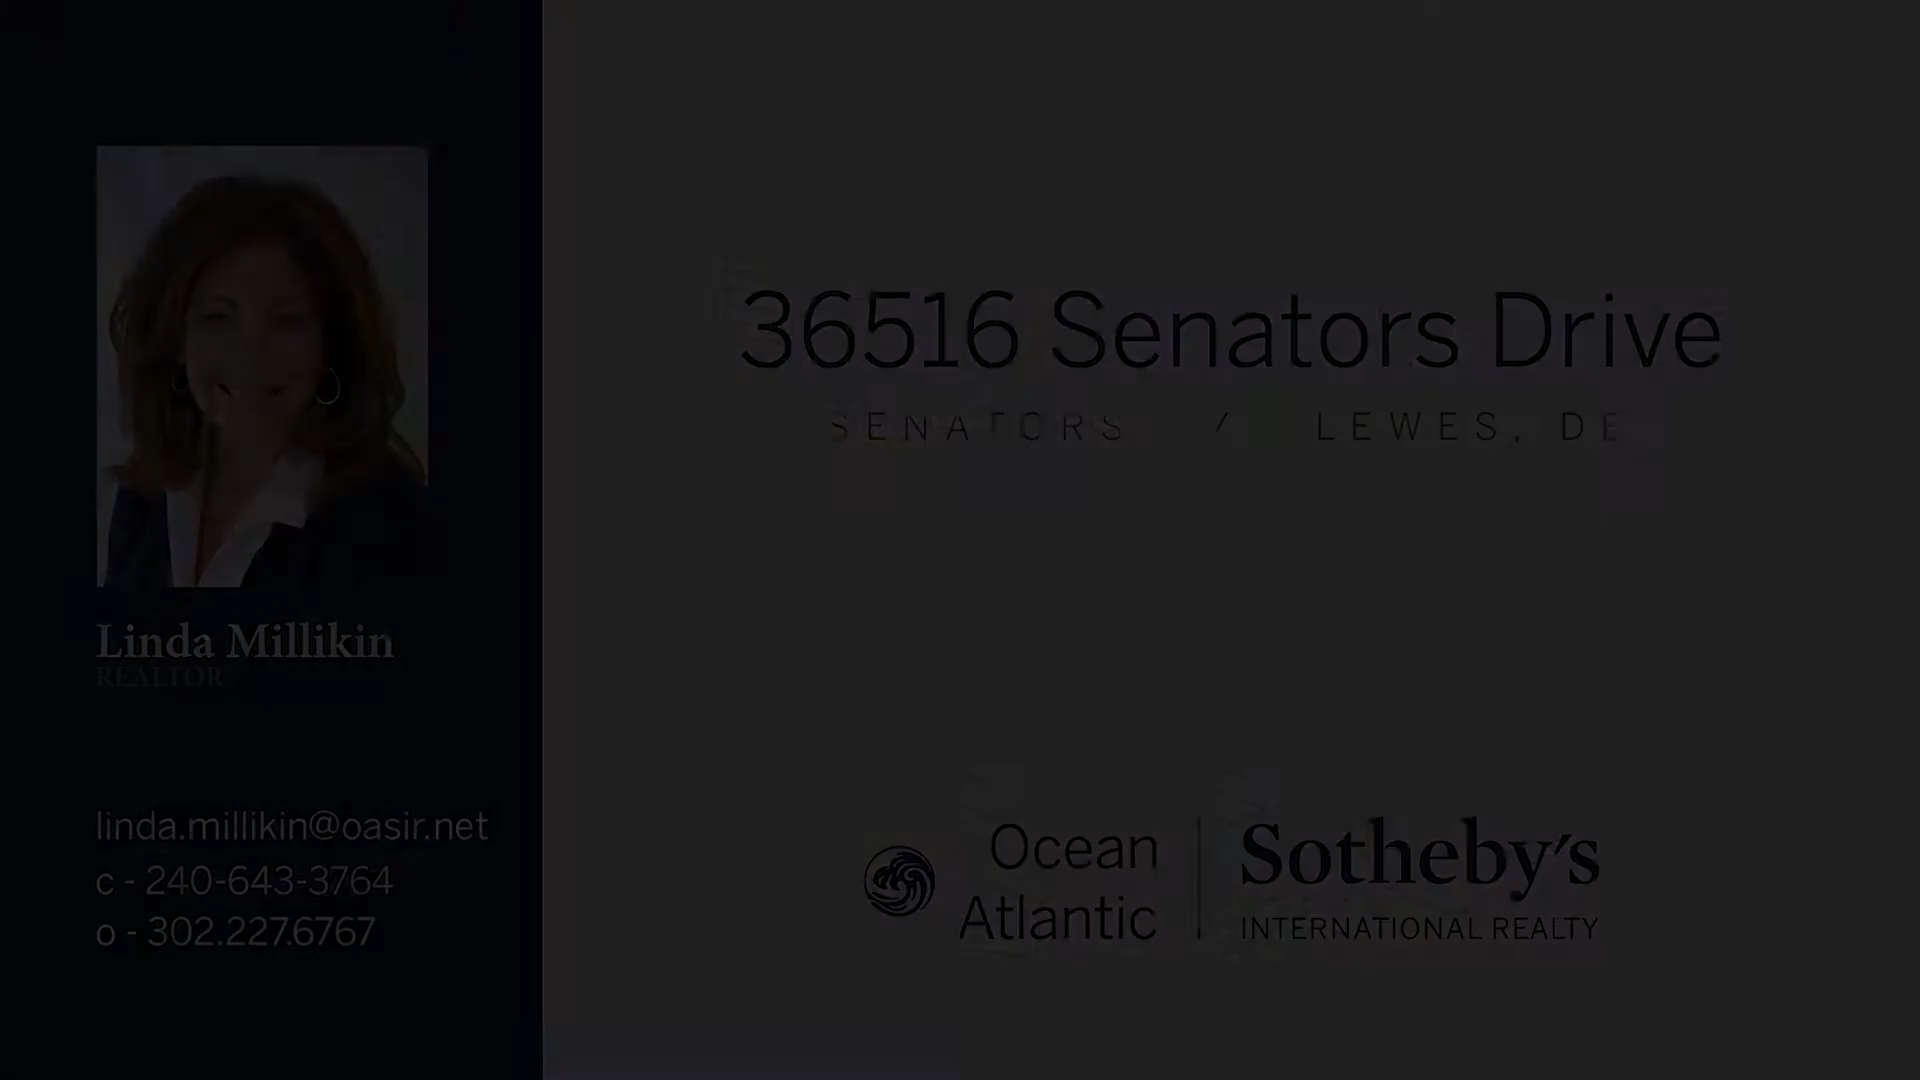 36516 Senators Drive
SENATORS / LEWES, DE
Linda Millikin
REALTOR
linda.millikin@oasir.net
c - 240-643-3764
o - 302.227.6767
Ocean
Atlantic
Sotheby's
INTERNATIONAL REALTY